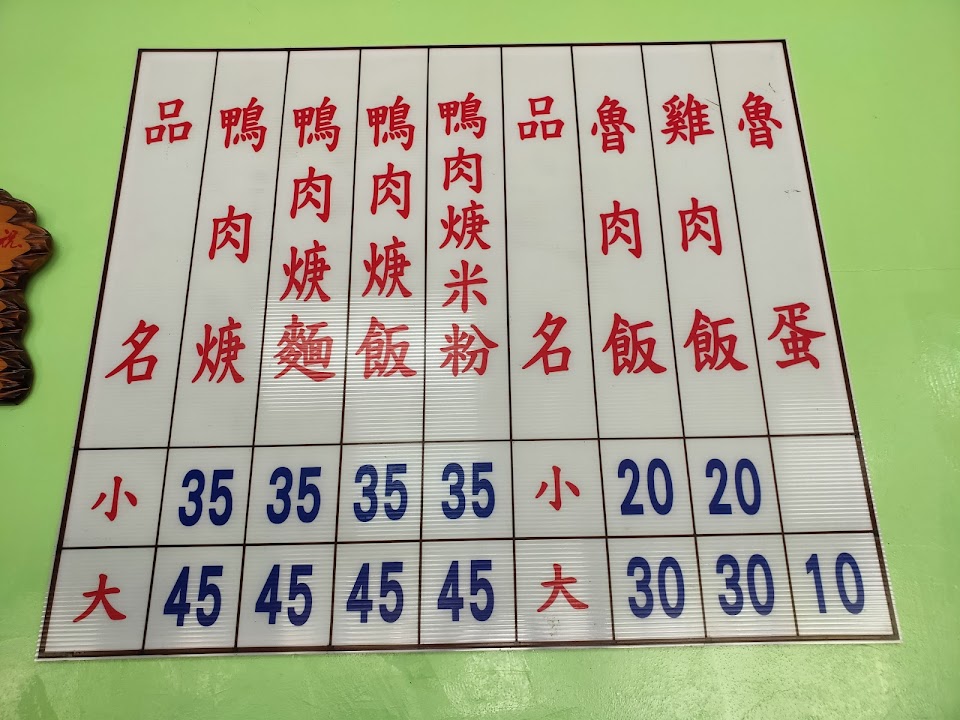 品名 小 大
鴨肉焿 35 45
鴨肉焿麵 35 45
鴨肉焿飯 35 45
鴨肉焿米粉 35 45
品名 小 大
魯肉飯 20 30
雞肉飯 20 30
魯蛋 10
祝